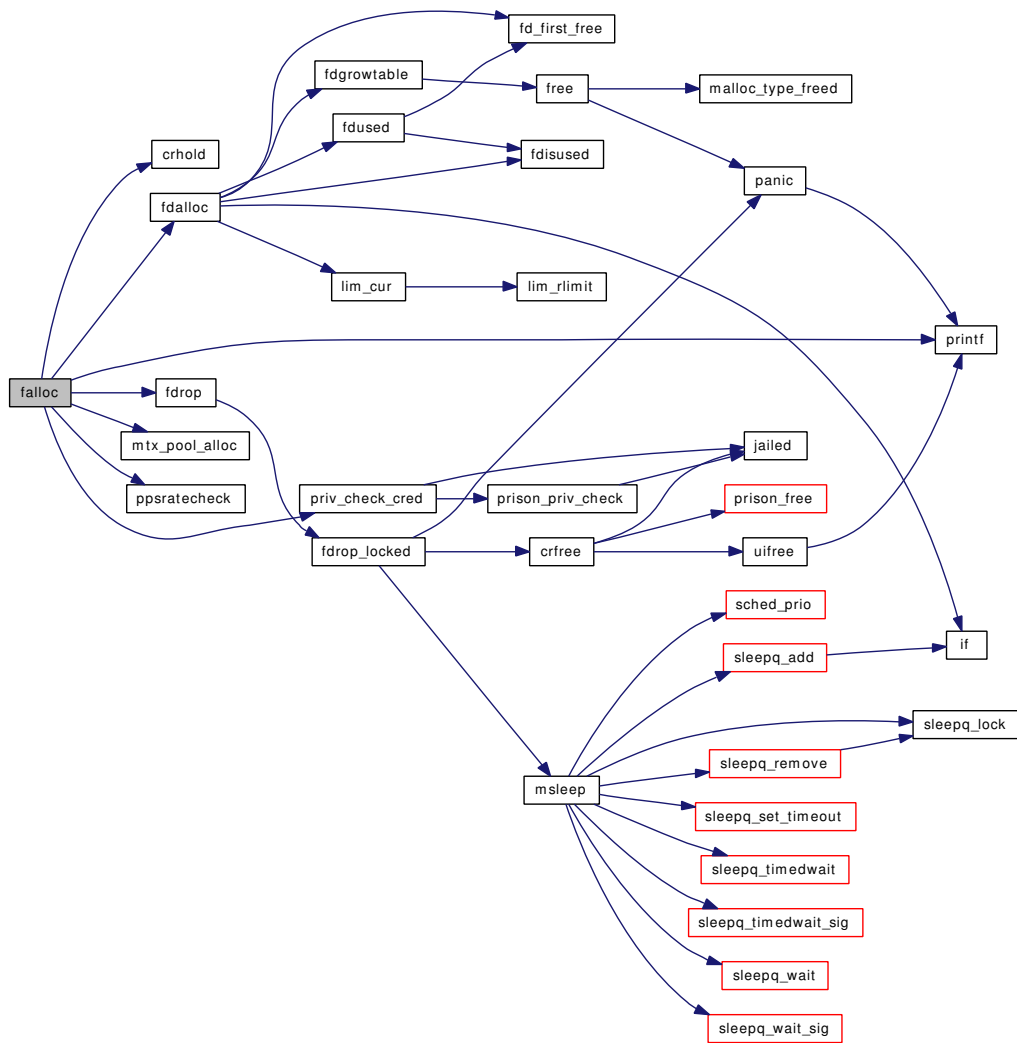 fd_first_free
fdgrowtable
free
malloc_type_freed
fdused
crhold
fdisused
panic
fdalloc
lim_cur
lim_rlimit
printf
falloc
fdrop
mtx_pool_alloc
jailed
ppsratecheck
priv_check_cred
prison_priv_check
prison_free
fdrop_locked
crfree
uifree
sched_prio
sleepq_add
if
sleepq_lock
sleepq_remove
msleep
sleepq_set_timeout
sleepq_timedwait
sleepq_timedwait_sig
sleepq_wait
sleepq_wait_sig